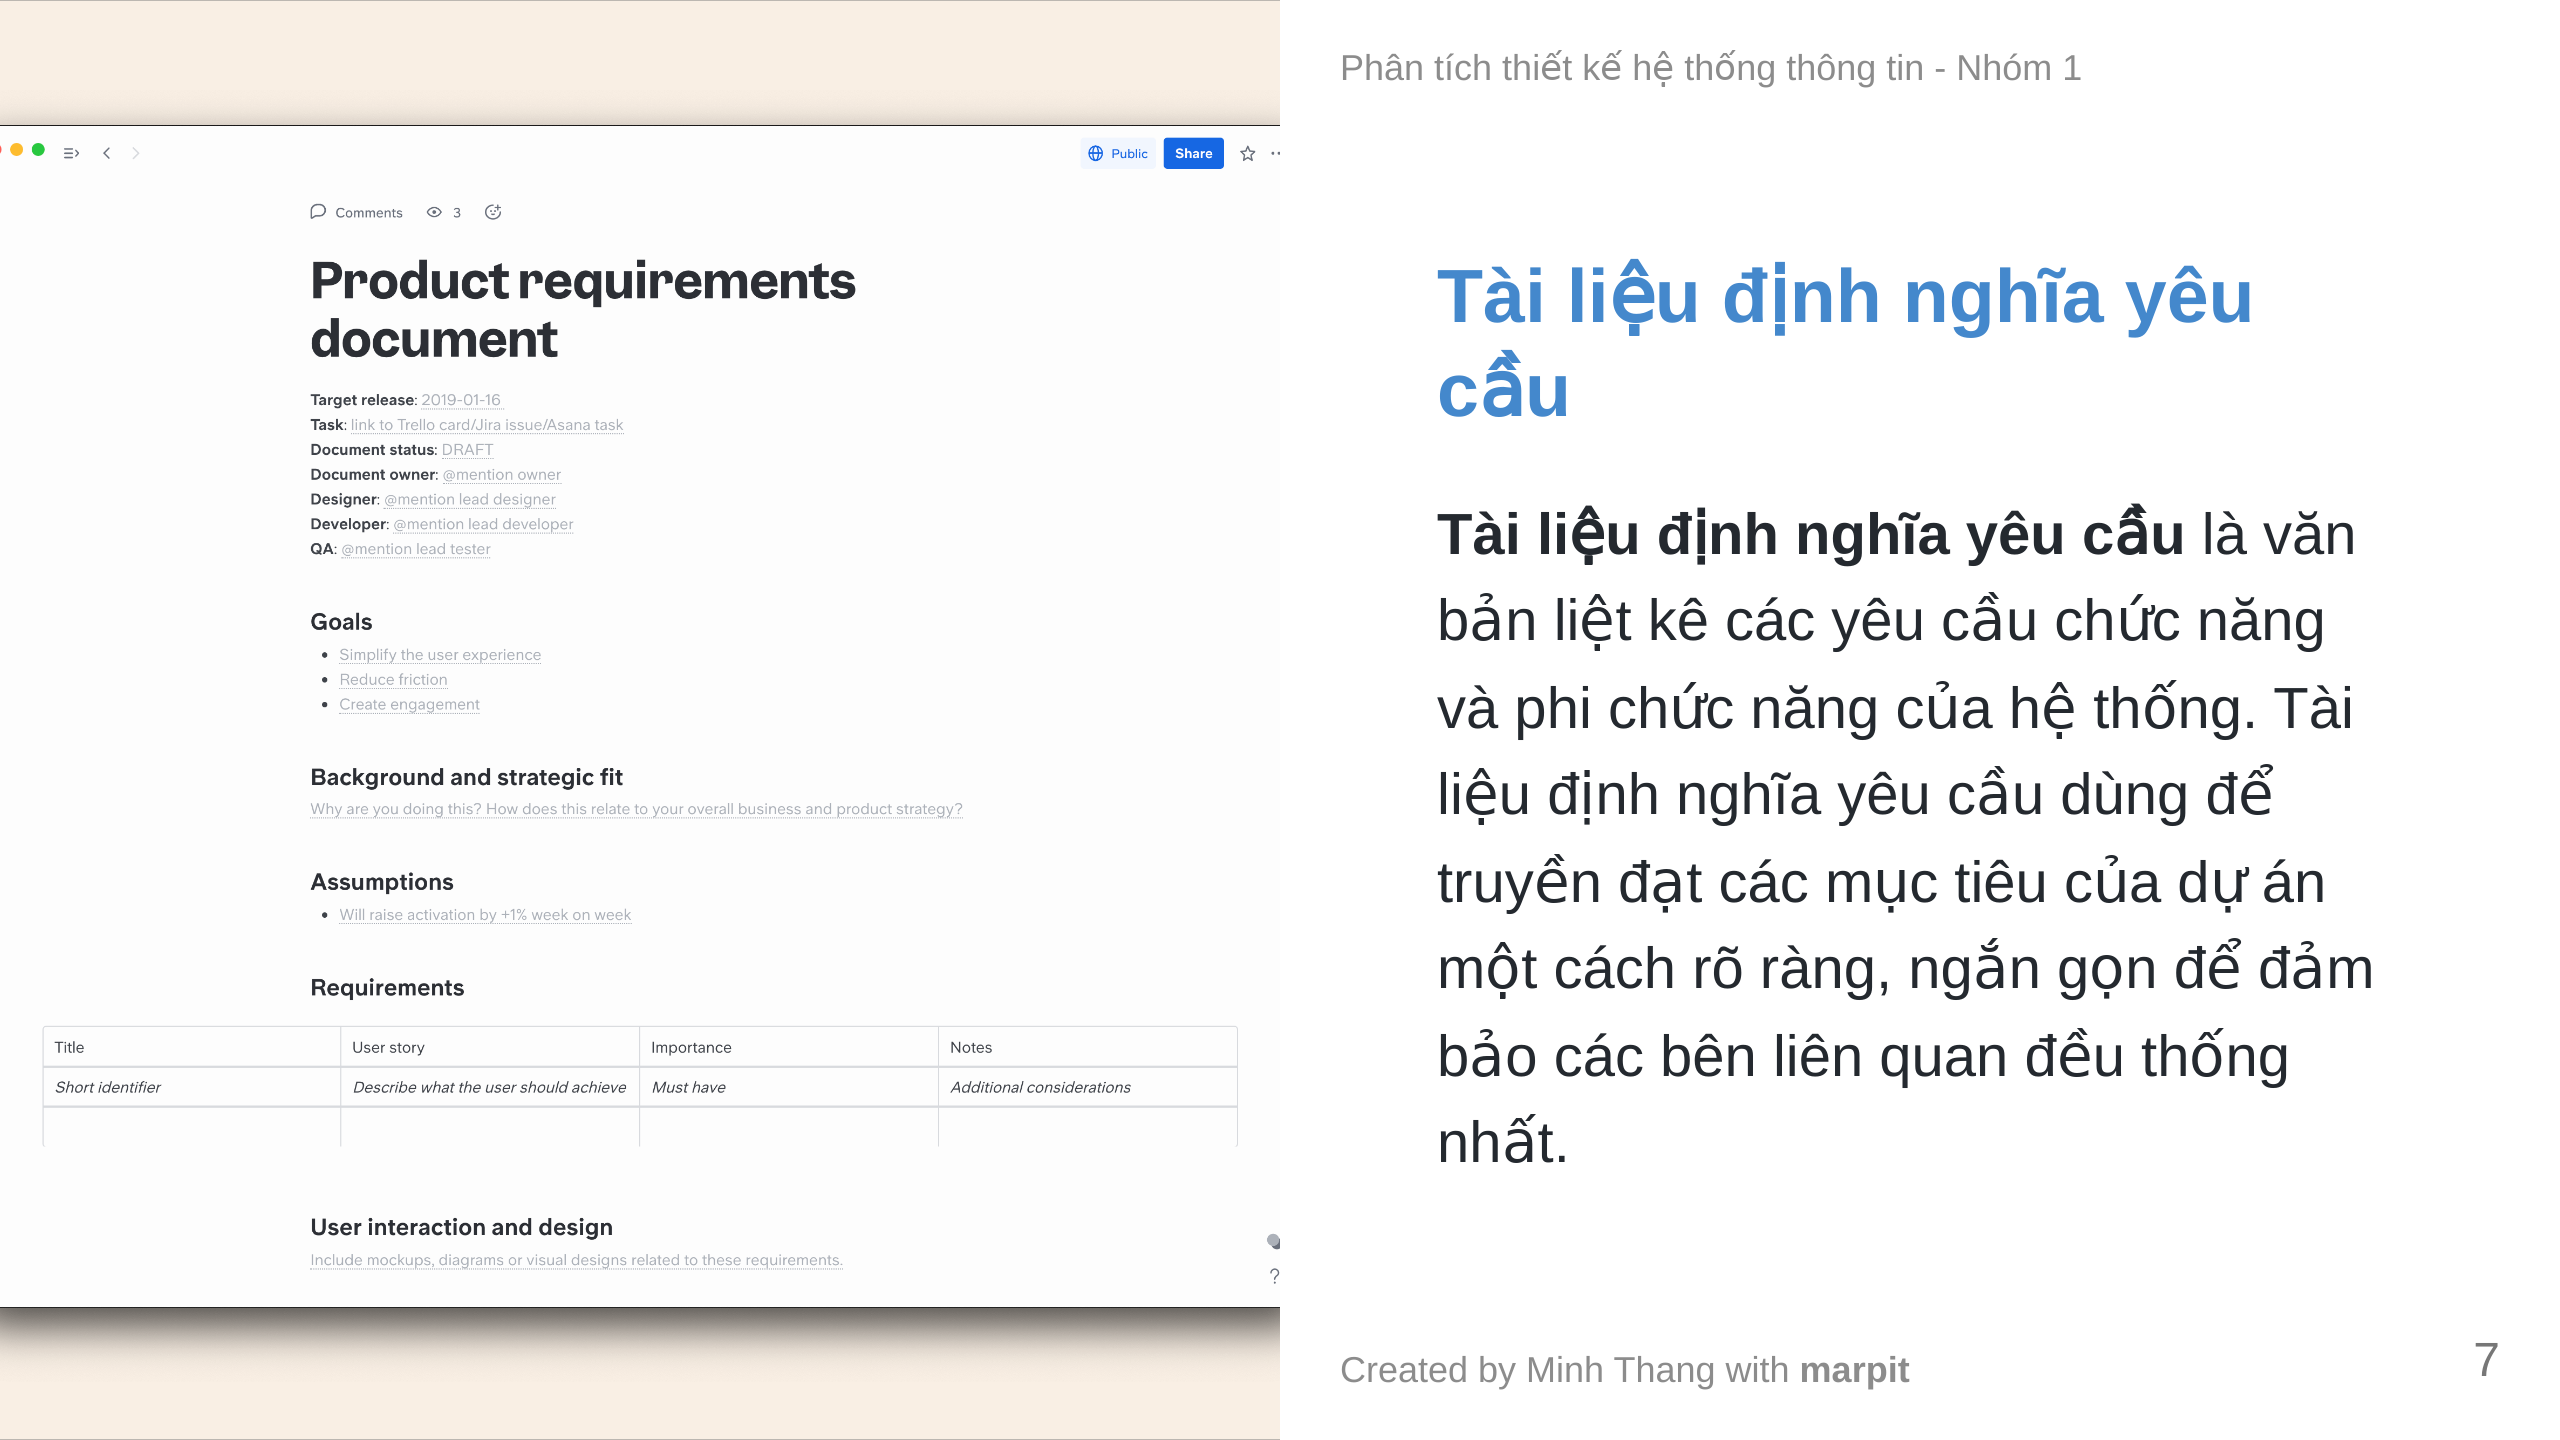 Public
Share
Comments
3
Product requirements
document
Target release: 2019-01-16
Task: link to Trello card/Jira issue/Asana task
Document status: DRAFT
Document owner: @mention owner
Designer: @mention lead designer
Developer: @mention lead developer
QA: @mention lead tester
Goals
• Simplify the user experience
• Reduce friction
• Create engagement
Background and strategic fit
Why are you doing this? How does this relate to your overall business and product strategy?
Assumptions
• Will raise activation by +1% week on week
Requirements
Title User story Importance Notes
Short identifier Describe what the user should achieve Must have Additional considerations
User interaction and design
Include mockups, diagrams or visual designs related to these requirements.
?
Phân tích thiết kế hệ thống thông tin - Nhóm 1
Tài liệu định nghĩa yêu
cầu
Tài liệu định nghĩa yêu cầu là văn
bản liệt kê các yêu cầu chức năng
và phi chức năng của hệ thống. Tài
liệu định nghĩa yêu cầu dùng để
truyền đạt các mục tiêu của dự án
một cách rõ ràng, ngắn gọn để đảm
bảo các bên liên quan đều thống
nhất.
Created by Minh Thang with marpit
7